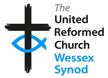 The
United
Reformed
Church
Wessex
Synod